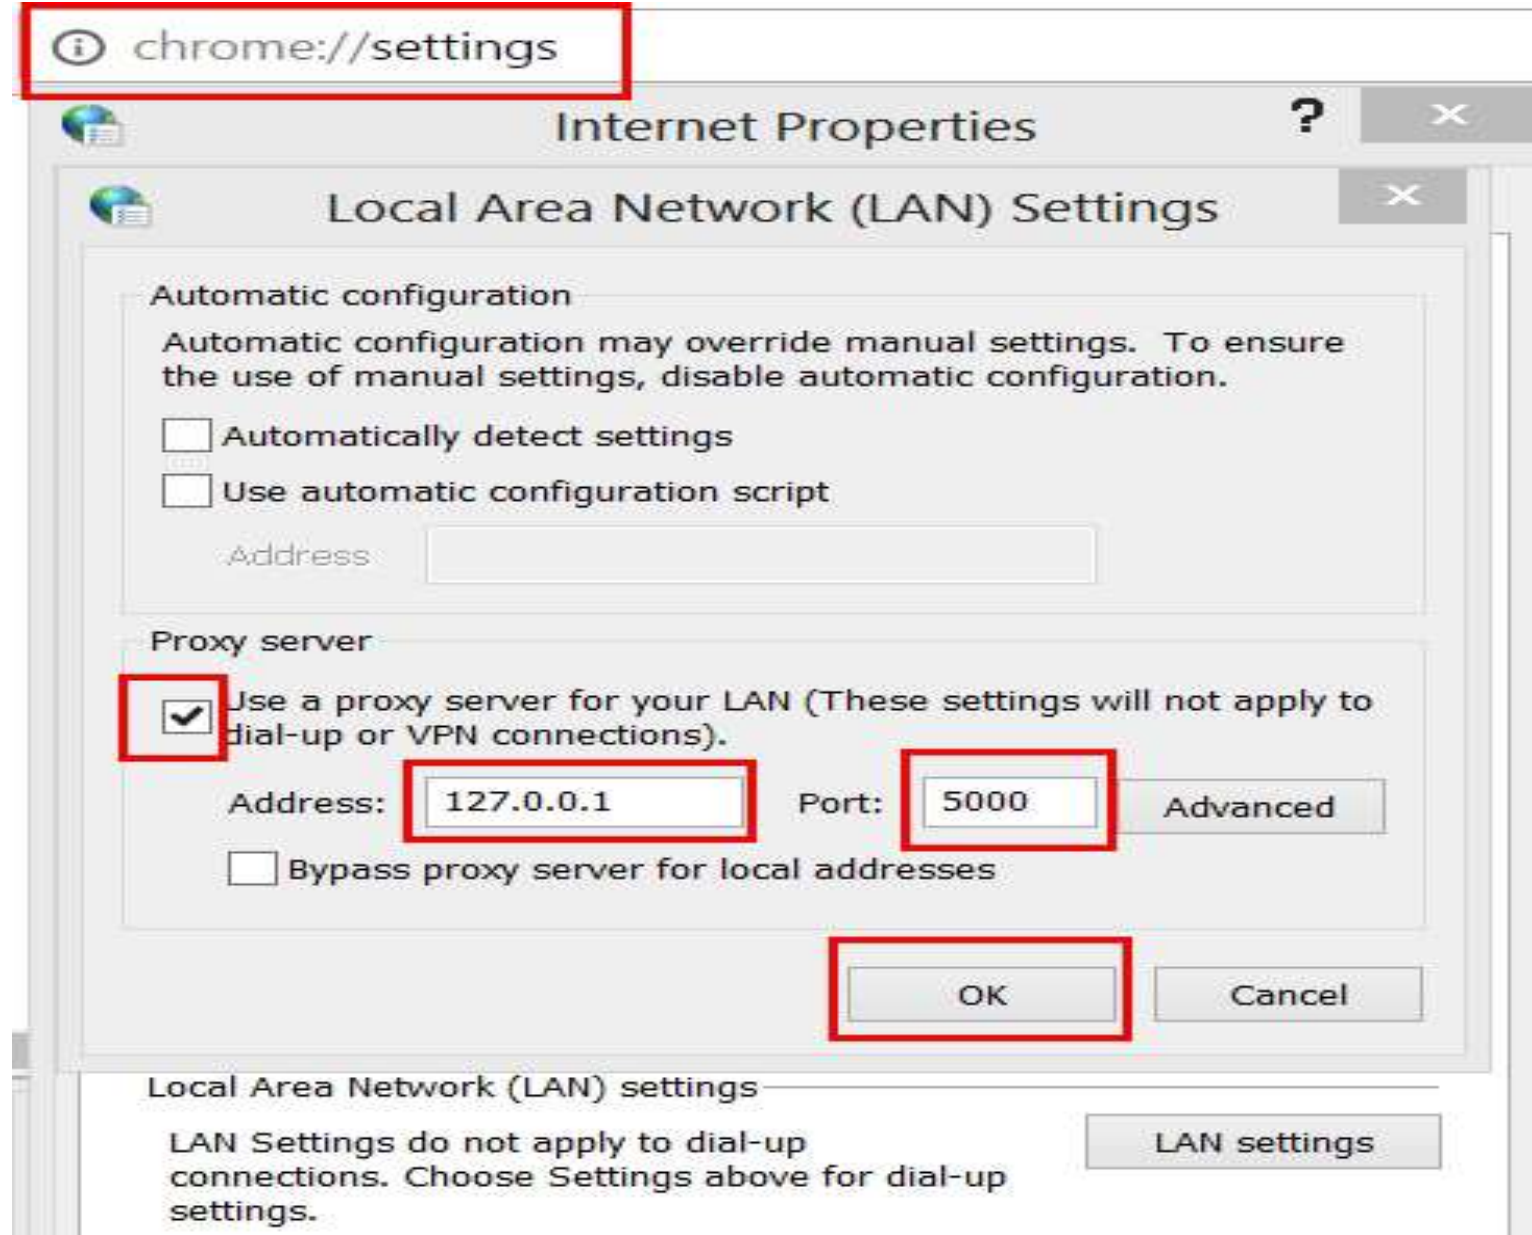 chrome://settings
Internet Properties
?
Local Area Network (LAN) Settings
Automatic configuration
Automatic configuration may override manual settings. To ensure
the use of manual settings, disable automatic configuration.
Automatically detect settings
Use automatic configuration script
Address
Proxy server
Use a proxy server for your LAN (These settings will not apply to
dial-up or VPN connections).
Address: 127.0.0.1 Port: 5000 Advanced
Bypass proxy server for local addresses
OK Cancel
Local Area Network (LAN) settings
LAN Settings do not apply to dial-up
connections. Choose Settings above for dial-up
settings.
LAN settings